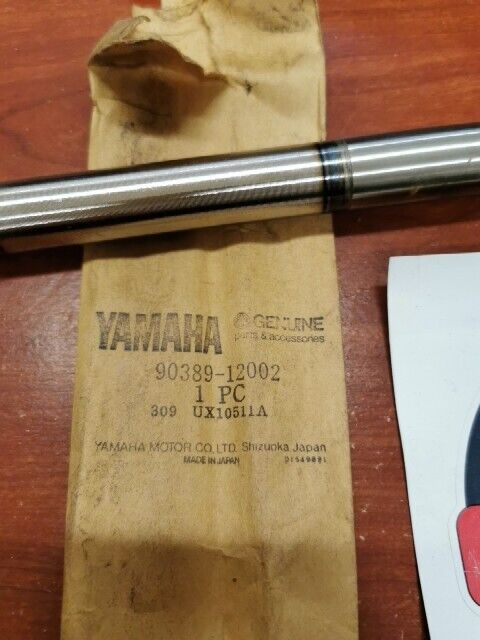 YAMAHA GENUINE
parts & accessories
90389-12002
1 PC
309 UX10511A
YAMAHA MOTOR CO., LTD. Shizuoka, Japan
MADE IN JAPAN